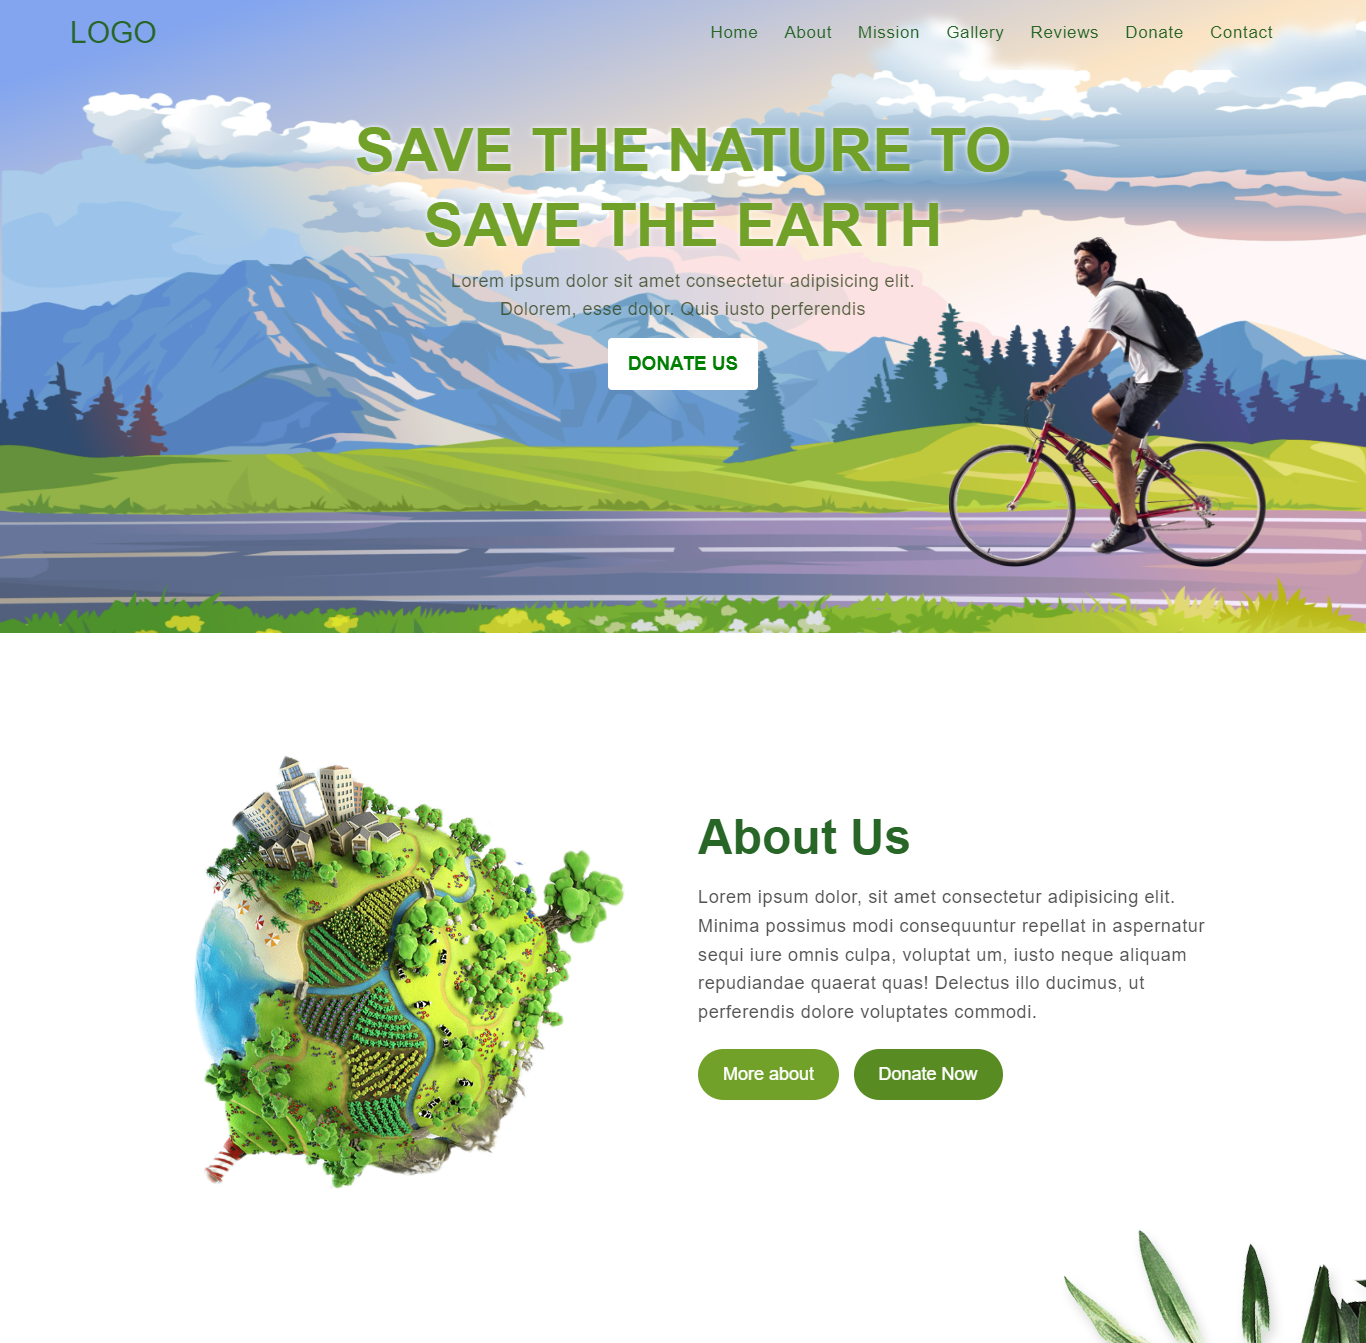 LOGO
Home About Mission Gallery Reviews Donate Contact
SAVE THE NATURE TO
SAVE THE EARTH
Lorem ipsum dolor sit amet consectetur adipisicing elit.
Dolorem, esse dolor. Quis iusto perferendis
DONATE US
About Us
Lorem ipsum dolor, sit amet consectetur adipisicing elit.
Minima possimus modi consequuntur repellat in aspernatur
sequi iure omnis culpa, voluptat um, iusto neque aliquam
repudiandae quaerat quas! Delectus illo ducimus, ut
perferendis dolore voluptates commodi.
More about Donate Now